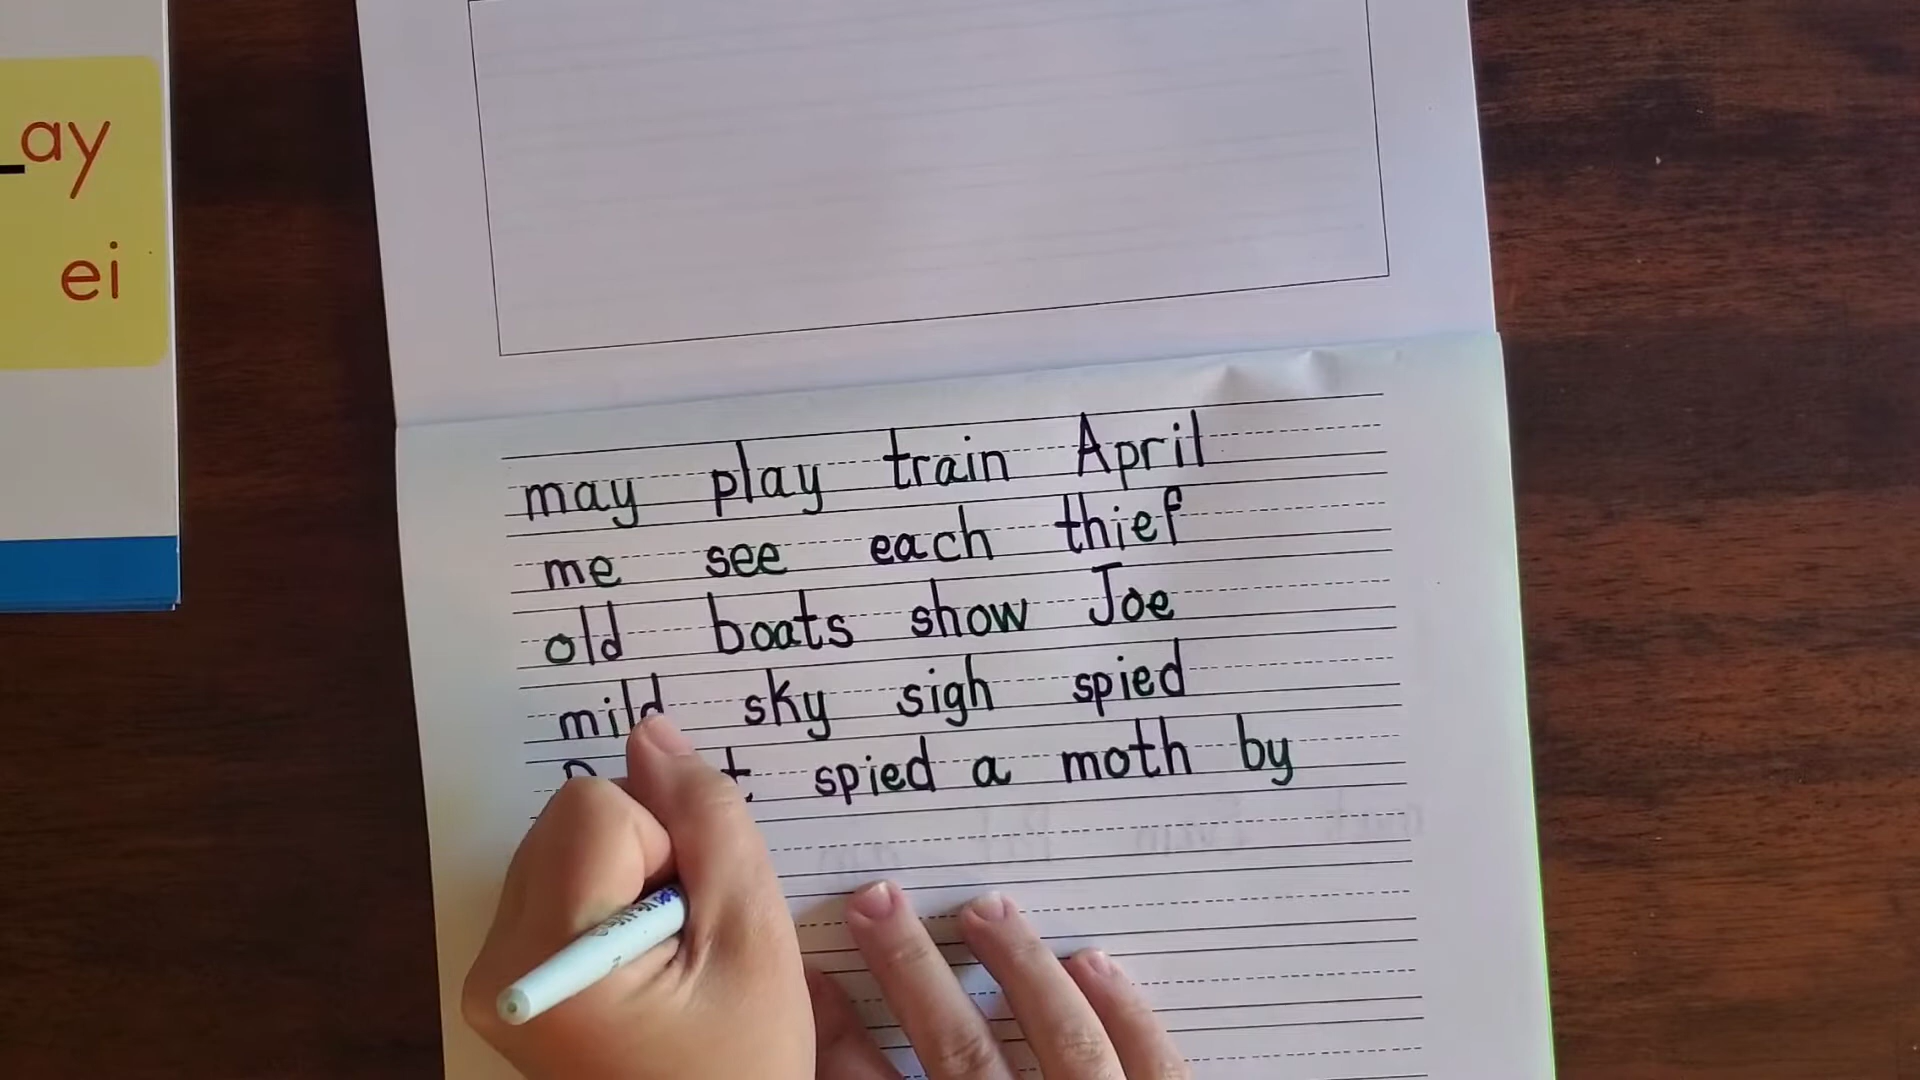 ay
ei
may play train April
me see each thief
old boats show Joe
mild sky sigh spied
spied a moth by